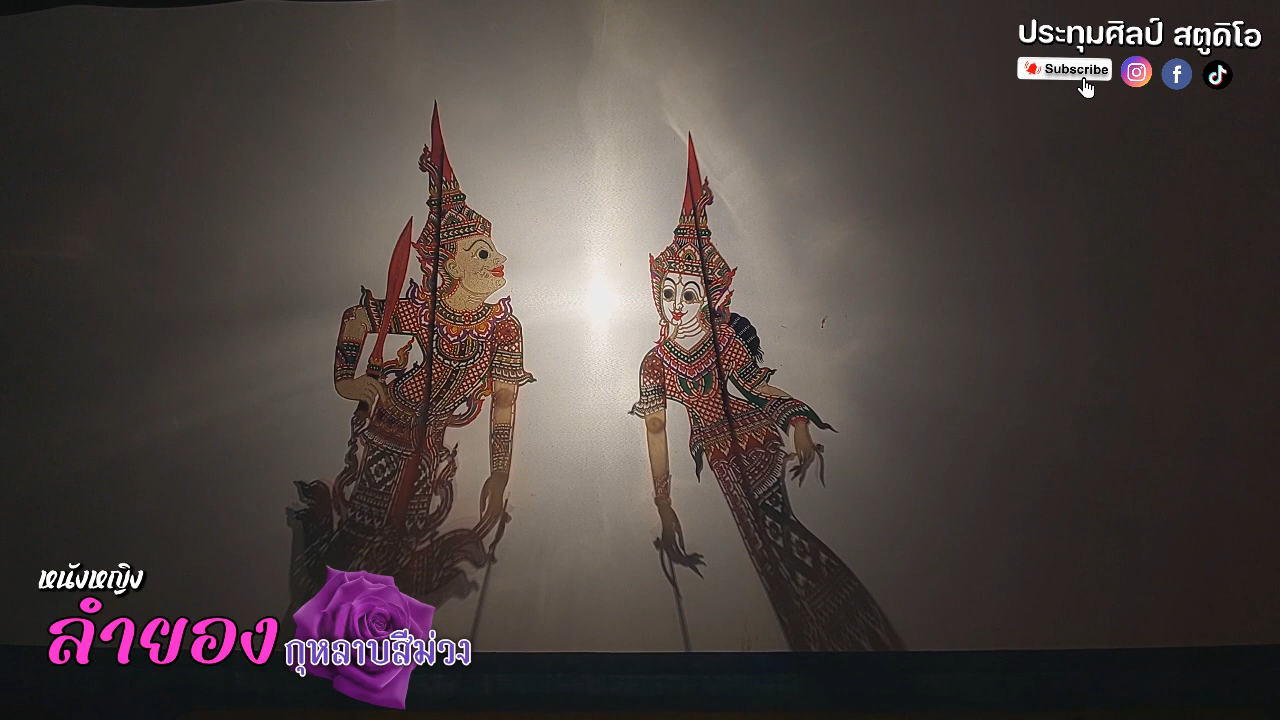 ประทุมศิลป์ สตูดิโอ
Subscribe
หนังหญิง
ลำยอง
กุหลาบสีม่วง